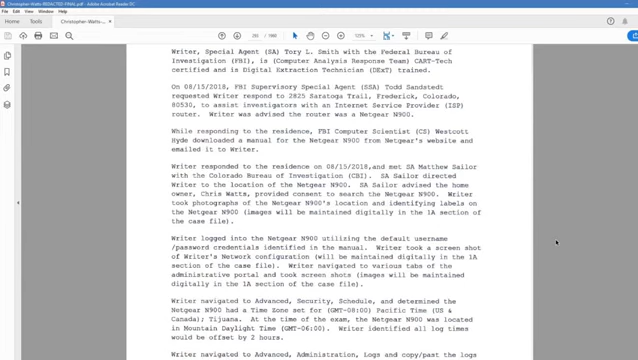 Christopher-Watts-REDACTED-FINAL.pdf - Adobe Acrobat Reader DC
File Edit View Window Help
Home Tools Christopher-Watts-...
Writer, Special Agent (SA) Tory L. Smith with the Federal Bureau of
Investigation (FBI), is (Computer Analysis Response Team) CART-Tech
certified and is Digital Extraction Technician (DExT) trained.
On 08/15/2018, FBI Supervisory Special Agent (SSA) Todd Sandstedt
requested Writer respond to 2825 Saratoga Trail, Frederick, Colorado,
80530, to assist investigators with an Internet Service Provider (ISP)
router. Writer was advised the router was a Netgear N900.
While responding to the residence, FBI Computer Scientist (CS) Westcott
Hyde downloaded a manual for the Netgear N900 from Netgear's website and
emailed it to Writer.
Writer responded to the residence on 08/15/2018,and met SA Matthew Sailor
with the Colorado Bureau of Investigation (CBI). SA Sailor directed
Writer to the location of the Netgear N900. SA Sailor advised the home
owner, Chris Watts, provided consent to search the Netgear N900. Writer
took photographs of the Netgear N900's location and identifying labels on
the Netgear N900 (images will be maintained digitally in the 1A section of
the case file).
Writer logged into the Netgear N900 utilizing the default username
/password credentials identified in the manual. Writer took a screen shot
of Writer's Network configuration (will be maintained digitally in the 1A
section of the case file). Writer navigated to various tabs of the
administrative portal and took screen shots (images will be maintained
digitally in the 1A section of the case file).
Writer navigated to Advanced, Security, Schedule, and determined the
Netgear N900 had a Time Zone set for (GMT-08:00) Pacific Time (US &
Canada); Tijuana. At the time of the exam, the Netgear N900 was located
in Mountain Daylight Time (GMT-06:00). Writer identified all log times
would be offset by 2 hours.
Writer navigated to Advanced, Administration, Logs and copy/past the logs